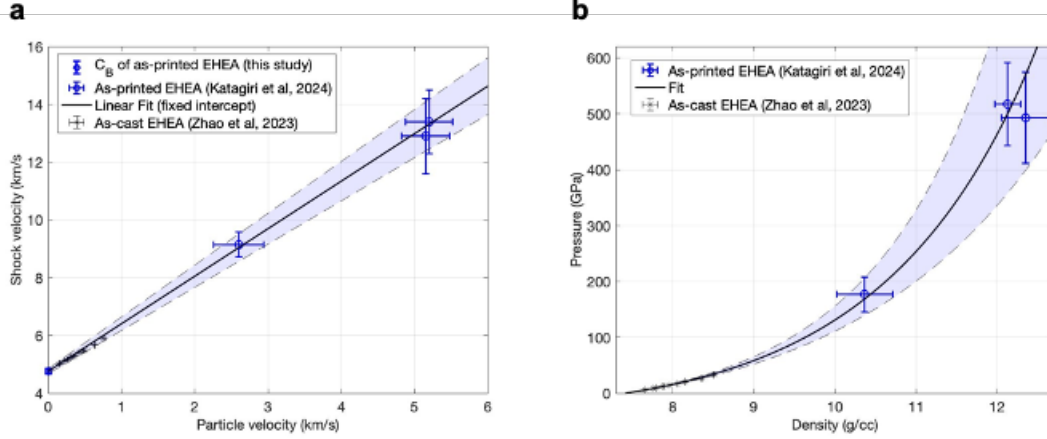 a
16
14
12
10
8
6
4
Shock velocity (km/s)
C_B of as-printed EHEA (this study)
As-printed EHEA (Katagiri et al, 2024)
Linear Fit (fixed intercept)
As-cast EHEA (Zhao et al, 2023)
0 1 2 3 4 5 6
Particle velocity (km/s)
b
600
500
400
300
200
100
0
Pressure (GPa)
As-printed EHEA (Katagiri et al, 2024)
Fit
As-cast EHEA (Zhao et al, 2023)
8 9 10 11 12
Density (g/cc)